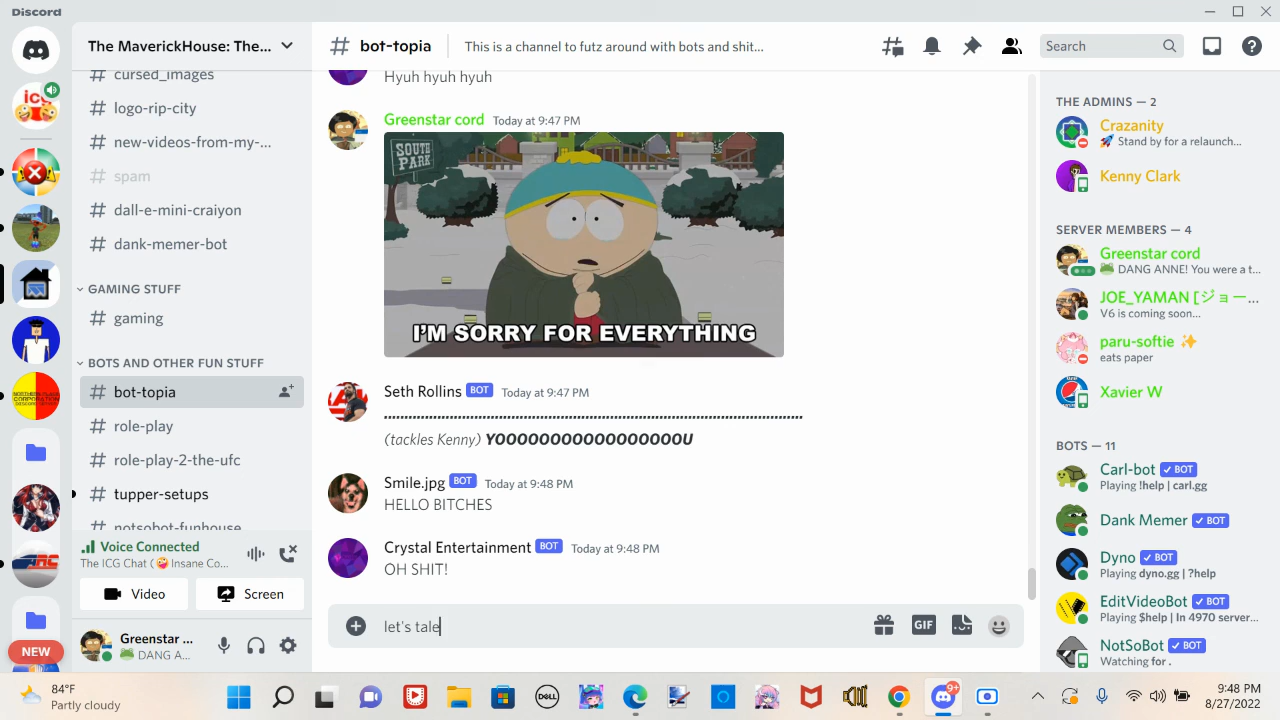 Discord
The MaverickHouse: The...
cursed_images
logo-rip-city
new-videos-from-my-...
spam
dall-e-mini-craiyon
dank-memer-bot
GAMING STUFF
gaming
BOTS AND OTHER FUN STUFF
bot-topia
role-play
role-play-2-the-ufc
tupper-setups
notsobot-funhouse
NEW
Voice Connected
The ICG Chat ( 🤪 Insane Co...
Video
Screen
Greenstar ...
DANG A...
# bot-topia
This is a channel to futz around with bots and shit...
Search
Hyuh hyuh hyuh
Greenstar cord Today at 9:47 PM
SOUTH PARK
I'M SORRY FOR EVERYTHING
Seth Rollins BOT Today at 9:47 PM
(tackles Kenny) YOOOOOOOOOOOOOOOOOOU
Smile.jpg BOT Today at 9:48 PM
HELLO BITCHES
Crystal Entertainment BOT Today at 9:48 PM
OH SHIT!
let's tale
GIF
THE ADMINS — 2
Crazanity
🚀 Stand by for a relaunch...
Kenny Clark
SERVER MEMBERS — 4
Greenstar cord
DANG ANNE! You were a t...
JOE_YAMAN [ジョー...
V6 is coming soon...
paru-softie ✨
eats paper
Xavier W
BOTS — 11
Carl-bot ✓ BOT
Playing !help | carl.gg
Dank Memer ✓ BOT
Dyno ✓ BOT
Playing dyno.gg | ?help
EditVideoBot ✓ BOT
Playing $help | In 4970 server...
NotSoBot ✓ BOT
Watching for .
84°F
Partly cloudy
DELL
9+
9:48 PM
8/27/2022